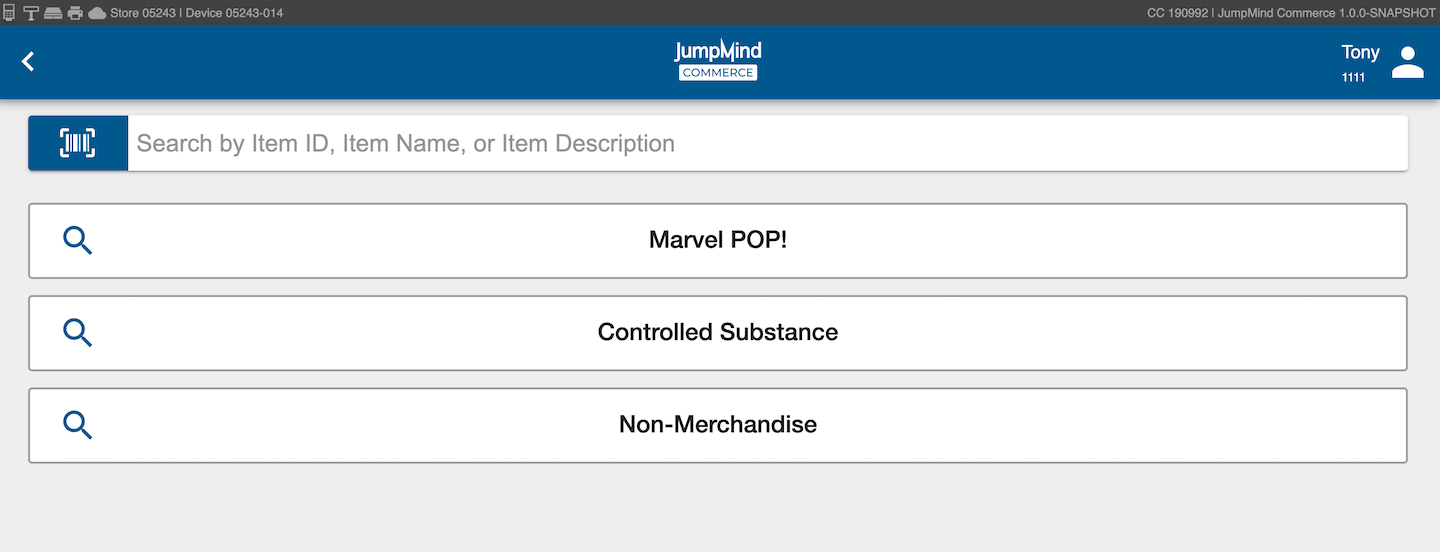 Store 05243 | Device 05243-014
CC 190992 | JumpMind Commerce 1.0.0-SNAPSHOT
JumpMind
COMMERCE
Tony
1111
Search by Item ID, Item Name, or Item Description
Marvel POP!
Controlled Substance
Non-Merchandise